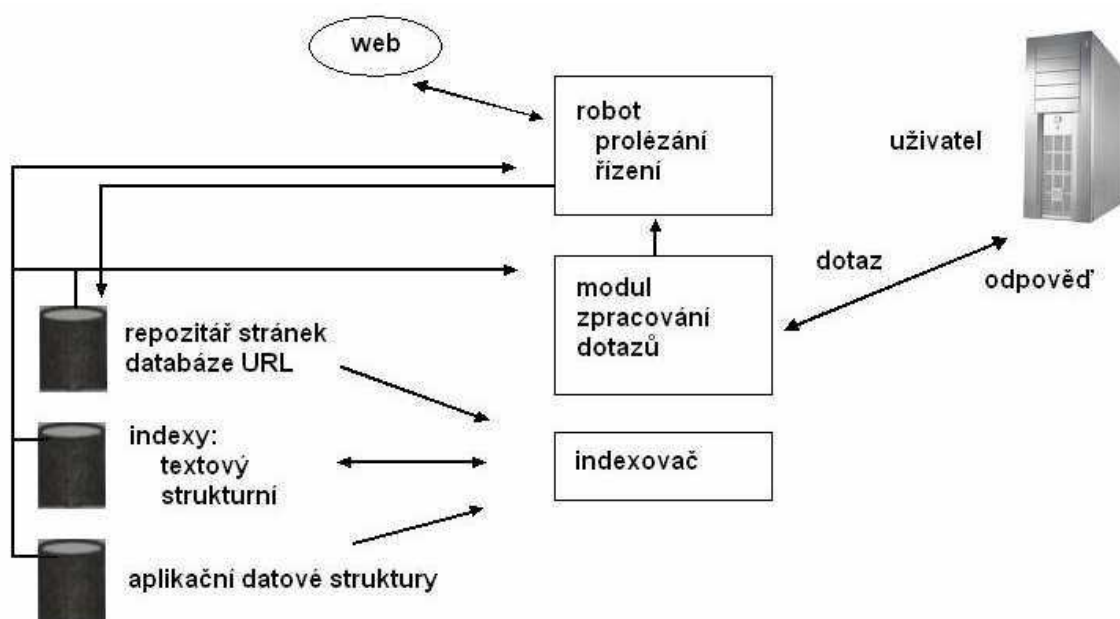 web
robot
prolézání
řízení
uživatel
modul
zpracování
dotazů
dotaz
odpověď
repozitář stránek
databáze URL
indexy:
textový
strukturní
indexovač
aplikační datové struktury